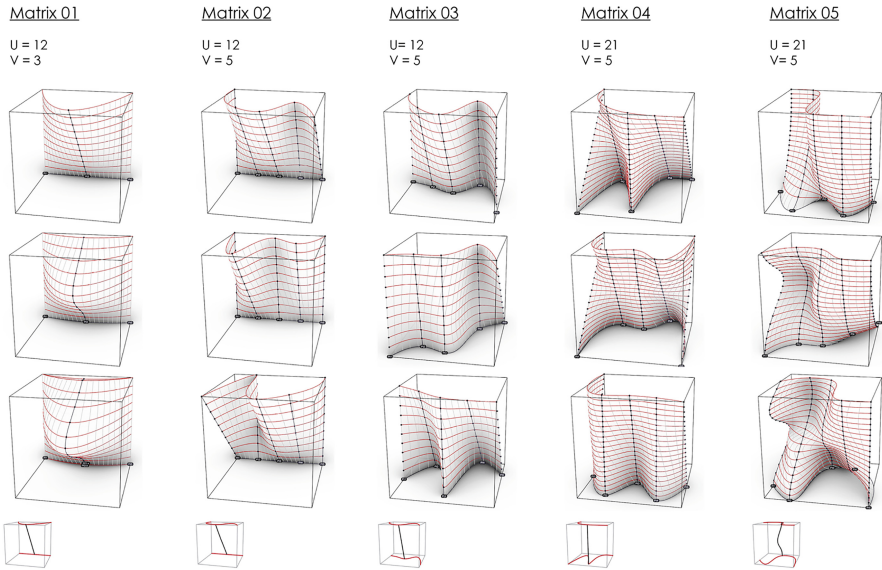 Matrix 01
U = 12
V = 3
Matrix 02
U = 12
V = 5
Matrix 03
U= 12
V = 5
Matrix 04
U = 21
V = 5
Matrix 05
U = 21
V= 5